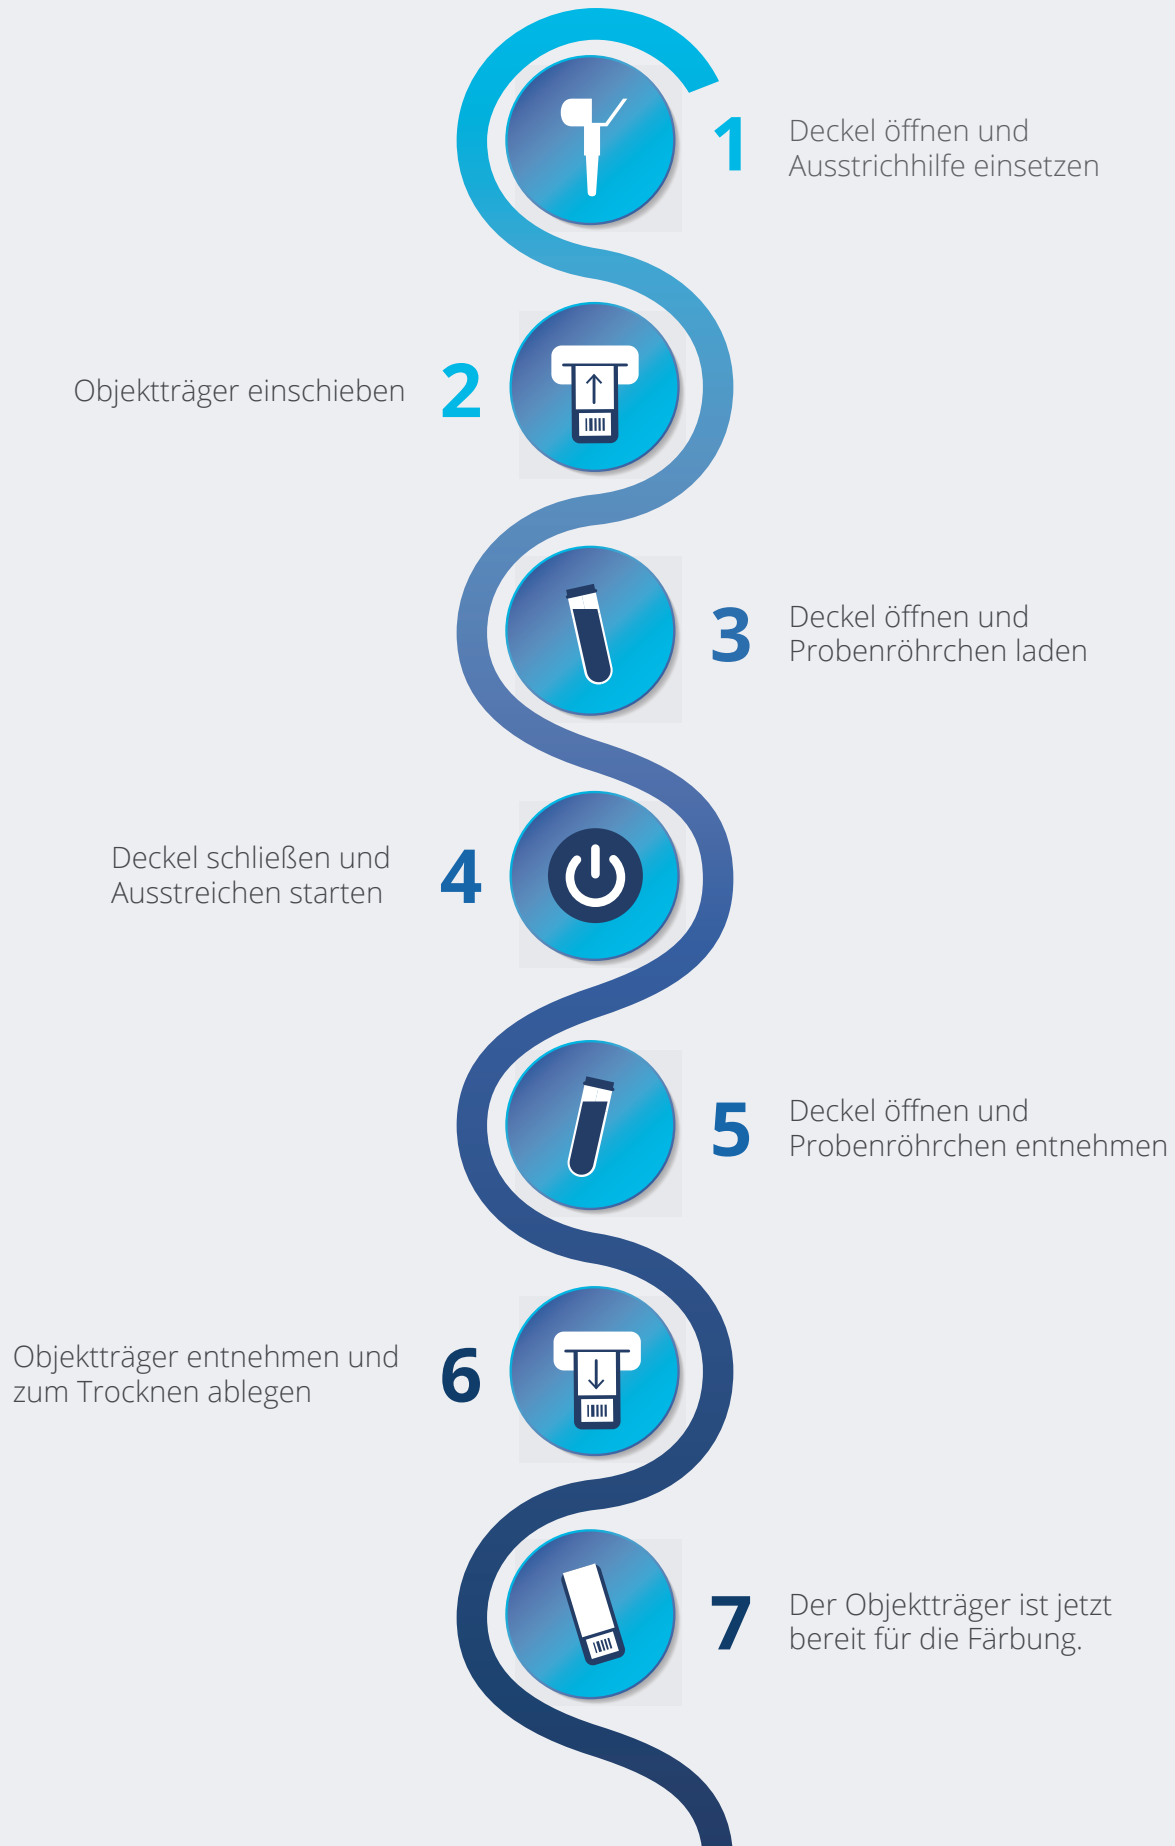 1
Deckel öffnen und
Ausstrichhilfe einsetzen
2
Objektträger einschieben
3
Deckel öffnen und
Probenröhrchen laden
4
Deckel schließen und
Ausstreichen starten
5
Deckel öffnen und
Probenröhrchen entnehmen
6
Objektträger entnehmen und
zum Trocknen ablegen
7
Der Objektträger ist jetzt
bereit für die Färbung.